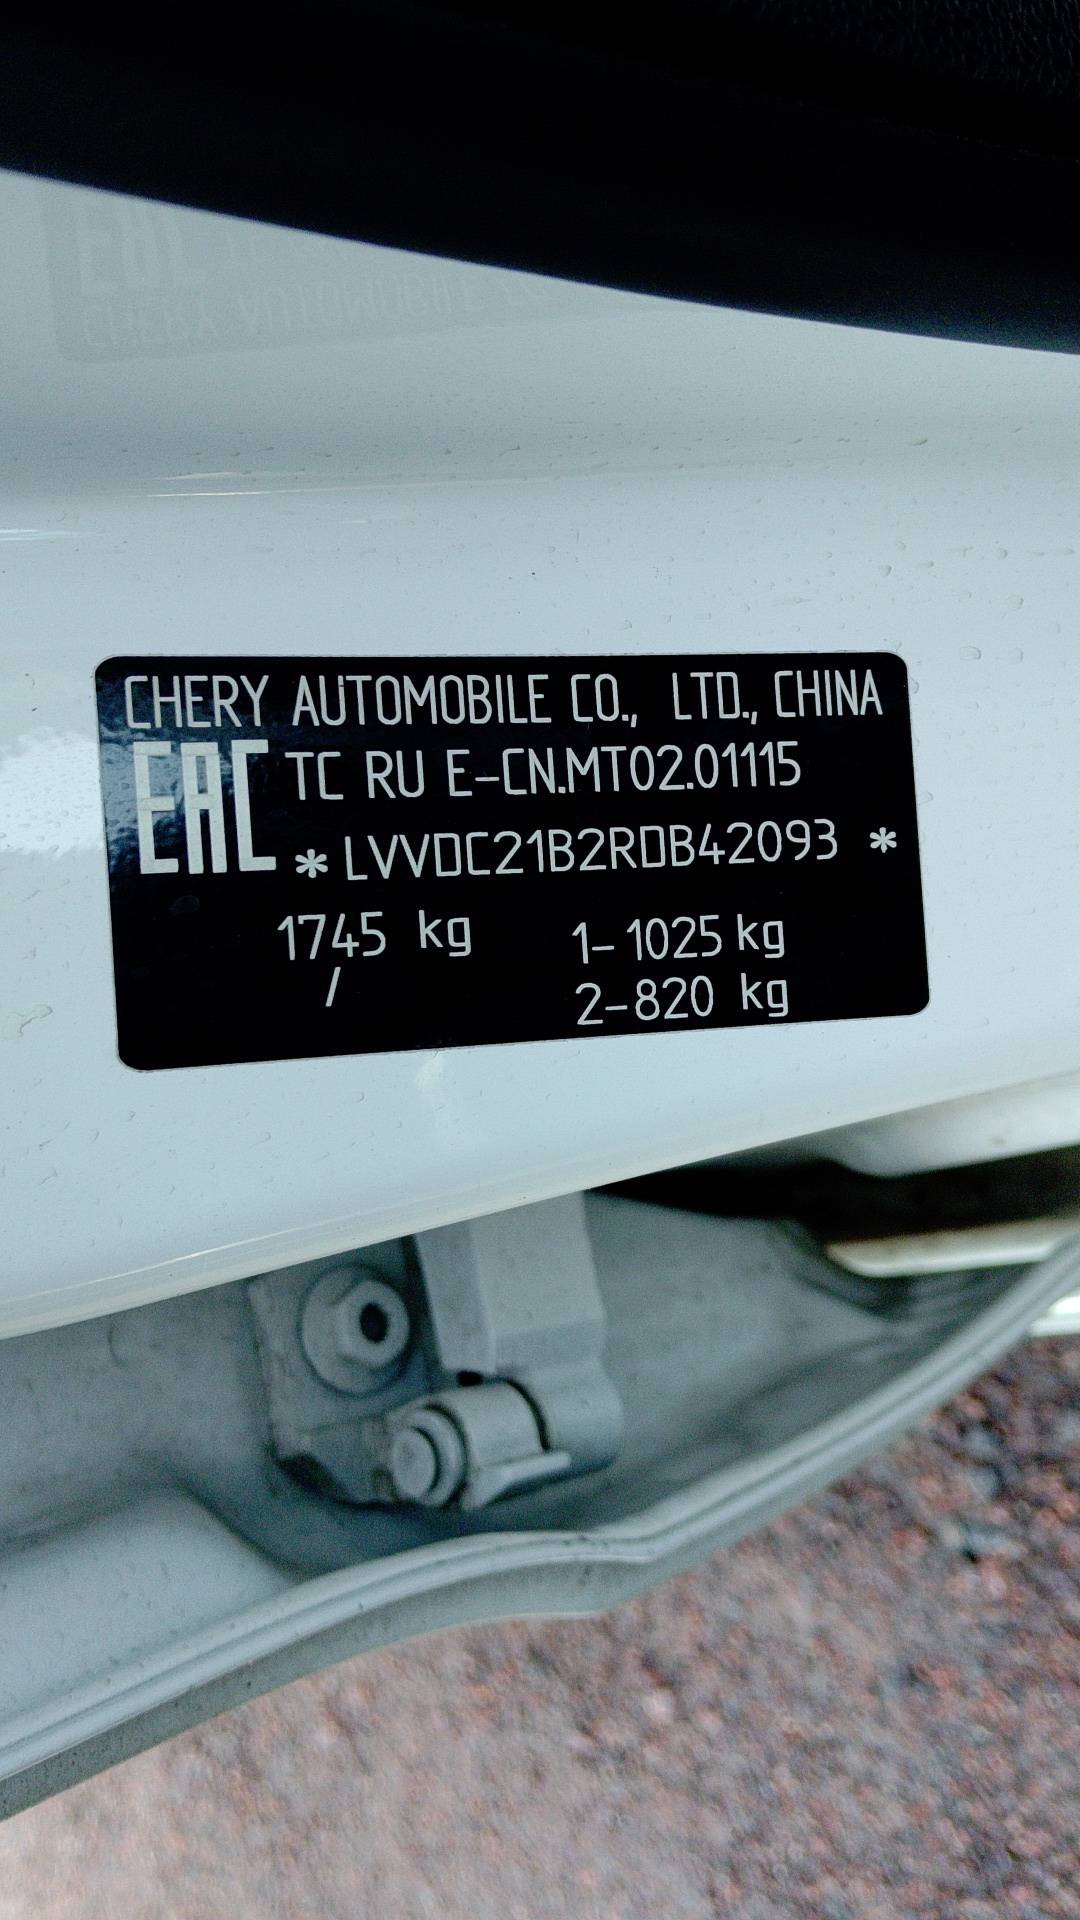 CHERY AUTOMOBILE CO., LTD., CHINA
EAC TC RU E-CN.MT02.01115
*LVVDC21B2RDB42093 *
1745 kg 1-1025 kg
/ 2-820 kg